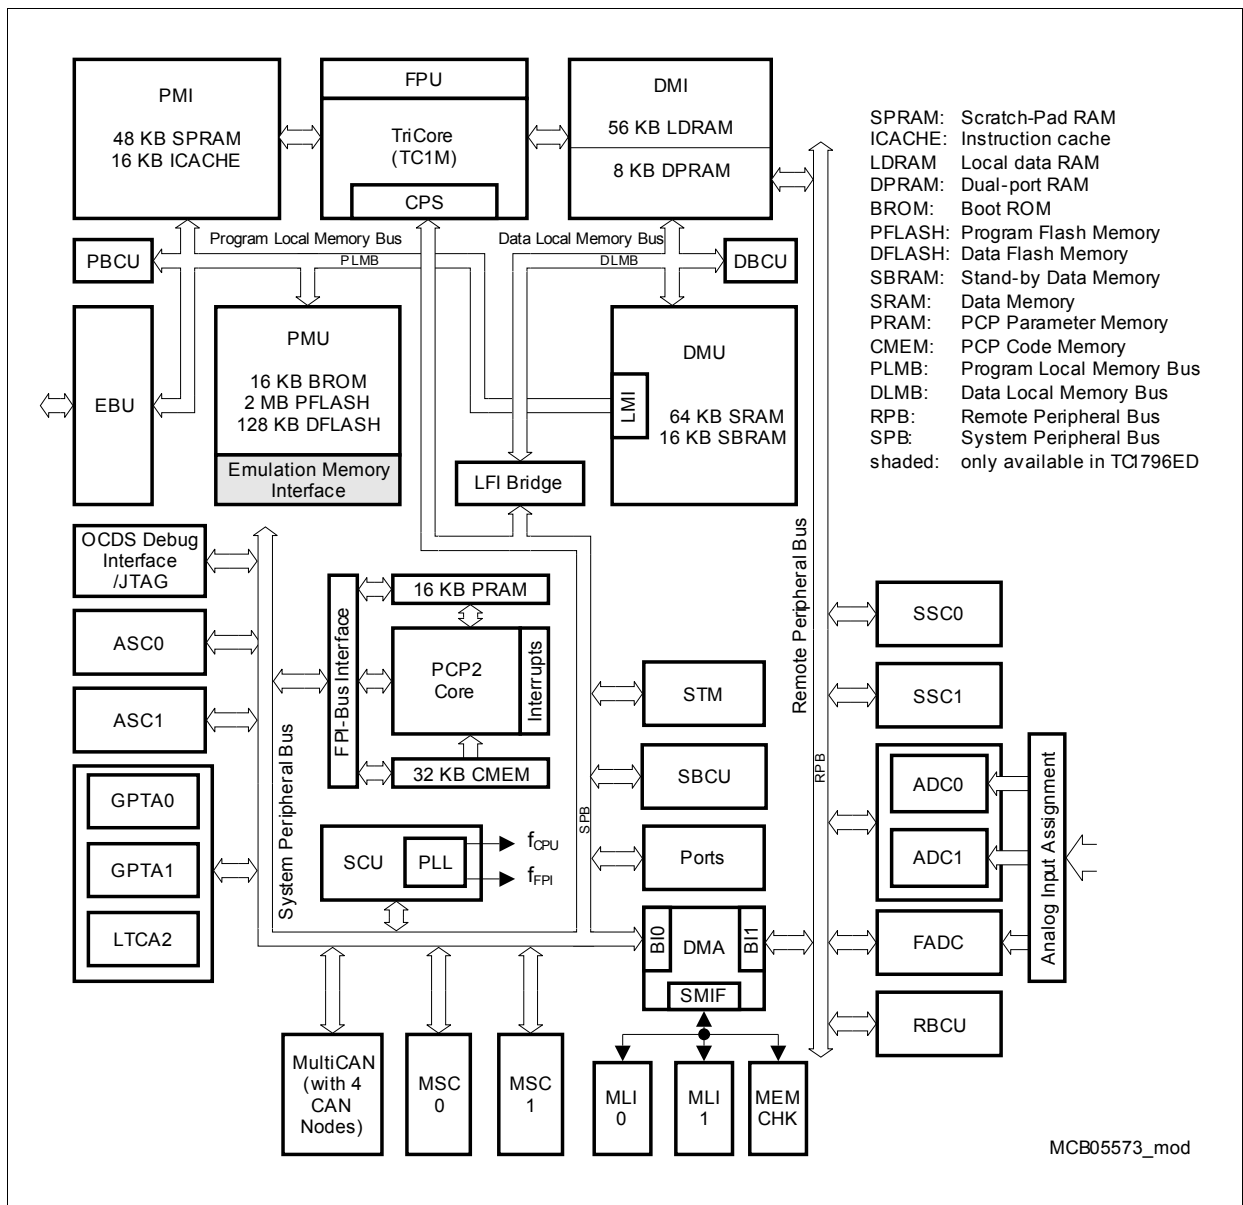 FPU
PMI
48 KB SPRAM
16 KB ICACHE
TriCore
(TC1M)
CPS
DMI
56 KB LDRAM
8 KB DPRAM
SPRAM: Scratch-Pad RAM
ICACHE: Instruction cache
LDRAM Local data RAM
DPRAM: Dual-port RAM
BROM: Boot ROM
PFLASH: Program Flash Memory
DFLASH: Data Flash Memory
SBRAM: Stand-by Data Memory
SRAM: Data Memory
PRAM: PCP Parameter Memory
CMEM: PCP Code Memory
PLMB: Program Local Memory Bus
DLMB: Data Local Memory Bus
RPB: Remote Peripheral Bus
SPB: System Peripheral Bus
shaded: only available in TC1796ED
Program Local Memory Bus
PLMB
Data Local Memory Bus
DLMB
PBCU
DBCU
EBU
PMU
16 KB BROM
2 MB PFLASH
128 KB DFLASH
Emulation Memory
Interface
DMU
LMI
64 KB SRAM
16 KB SBRAM
LFI Bridge
OCDS Debug
Interface
/JTAG
ASC0
ASC1
GPTA0
GPTA1
LTCA2
System Peripheral Bus
FPI-Bus Interface
16 KB PRAM
PCP2
Core
Interrupts
32 KB CMEM
SCU
PLL
fCPU
fFPI
SPB
STM
SBCU
Ports
BI0
DMA
BI1
SMIF
Remote Peripheral Bus
RPB
SSC0
SSC1
ADC0
ADC1
FADC
RBCU
Analog Input Assignment
MultiCAN
(with 4
CAN
Nodes)
MSC
0
MSC
1
MLI
0
MLI
1
MEM
CHK
MCB05573_mod